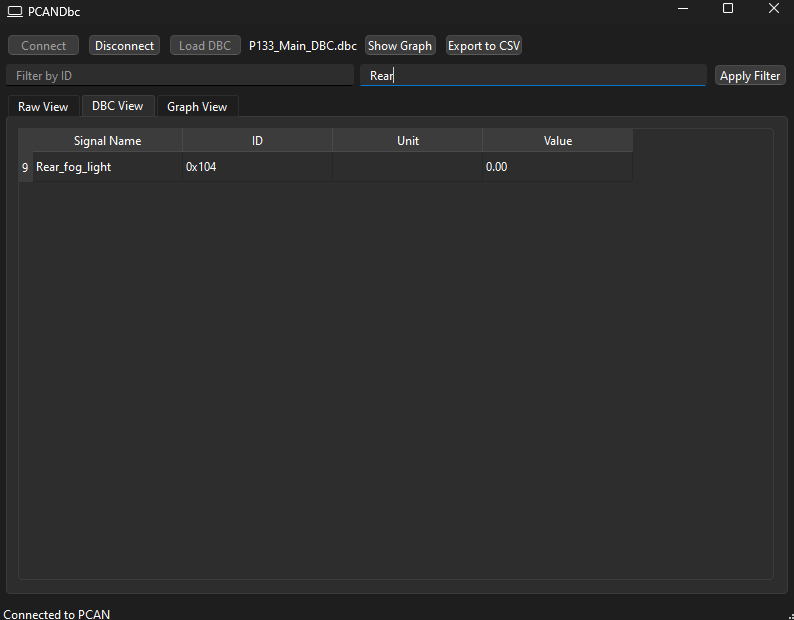 PCANDbc
Connect Disconnect Load DBC P133_Main_DBC.dbc Show Graph Export to CSV
Filter by ID Rear Apply Filter
Raw View DBC View Graph View
Signal Name ID Unit Value
9 Rear_fog_light 0x104 0.00
Connected to PCAN